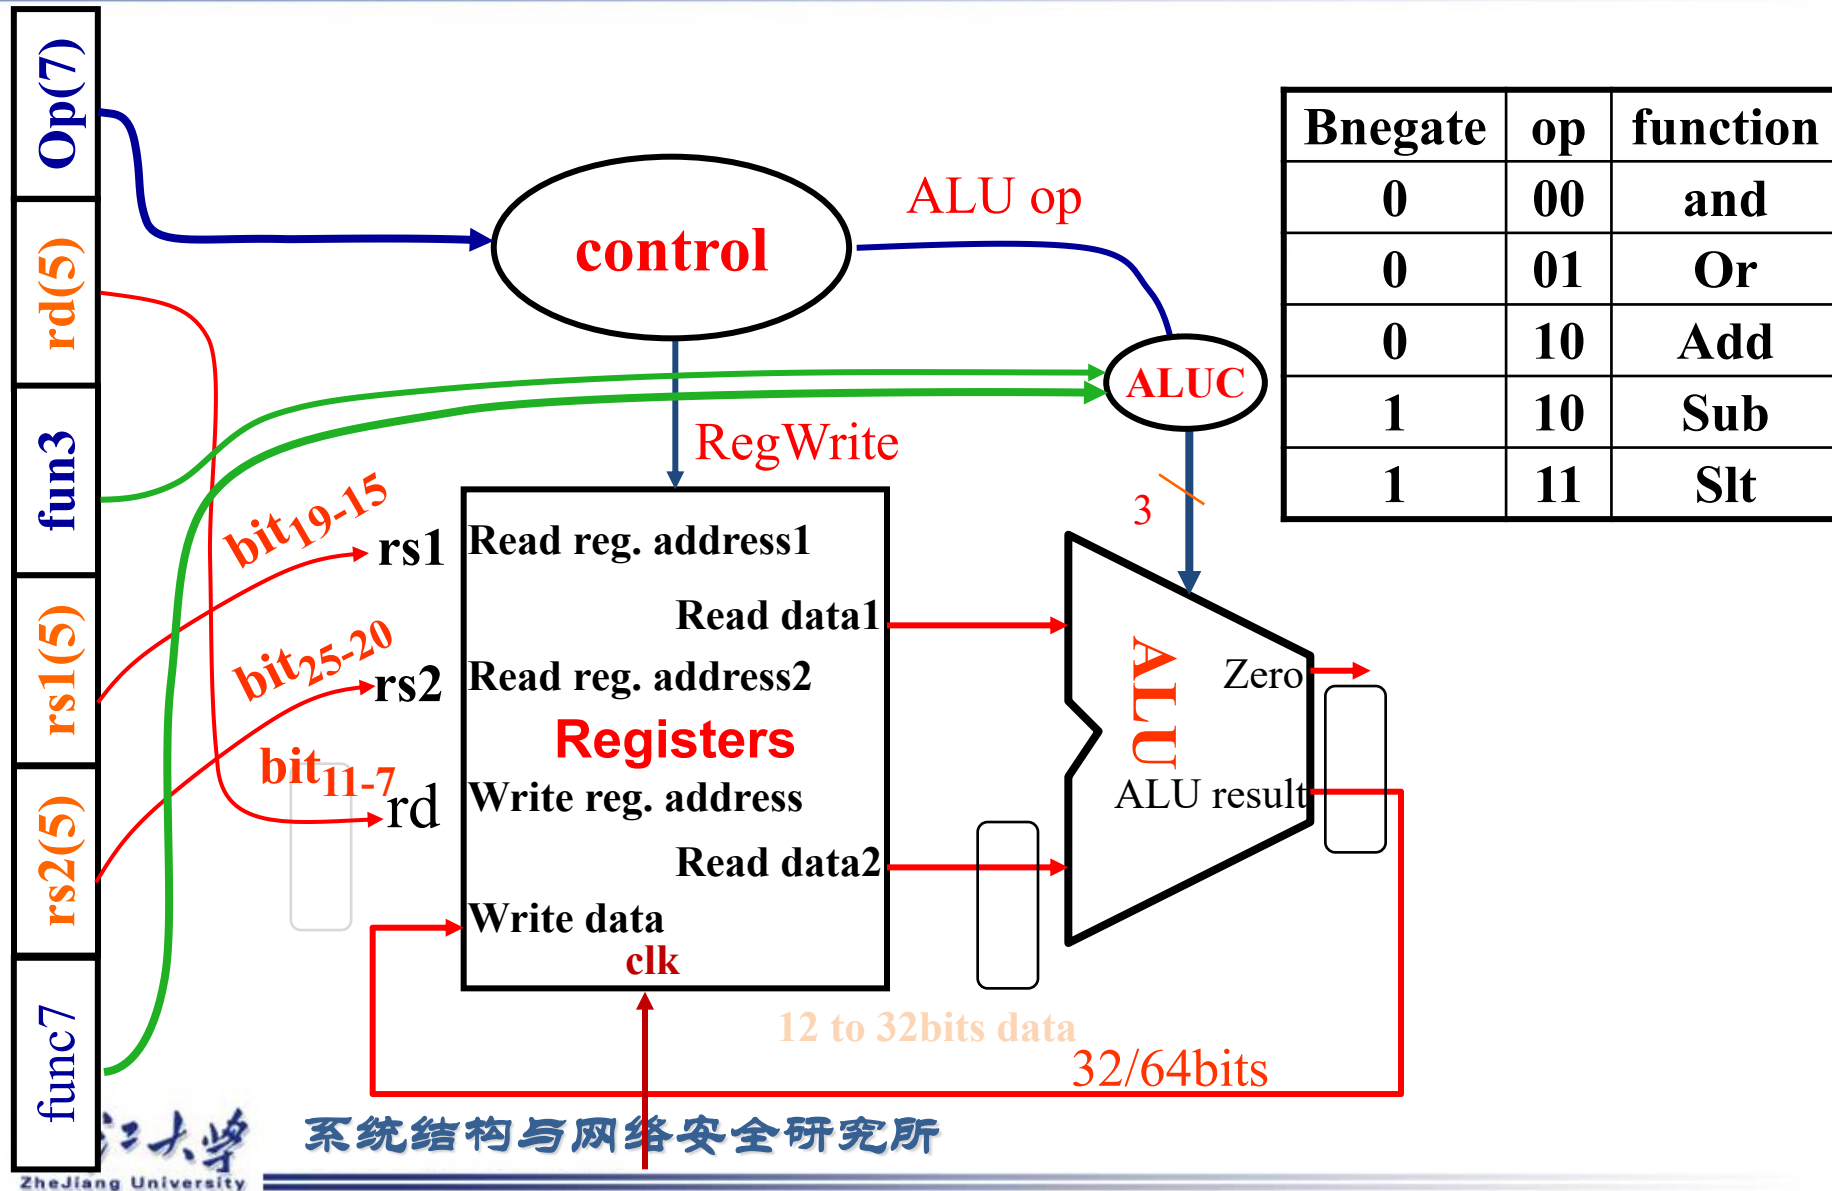 Op(7)
rd(5)
fun3
rs1(5)
rs2(5)
func7
control
ALU op
ALUC
RegWrite
3
bit19-15
rs1
bit25-20
rs2
bit11-7
rd
Read reg. address1
Read data1
Read reg. address2
Registers
Write reg. address
Read data2
Write data
clk
ALU
Zero
ALU result
12 to 32bits data
32/64bits
Bnegate op function
0 00 and
0 01 Or
0 10 Add
1 10 Sub
1 11 Slt
江大学
ZheJiang University
系统结构与网络安全研究所